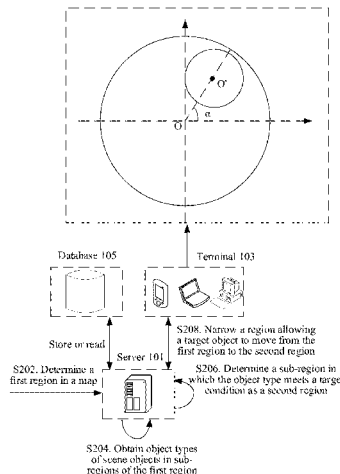 O'
O
α
Database 105
Terminal 103
S208. Narrow a region allowing
a target object to move from the
first region to the second region
Store or read
Server 101
S202. Determine a
first region in a map
S206. Determine a sub-region in
which the object type meets a target
condition as a second region
S204. Obtain object types
of scene objects in sub-
regions of the first region